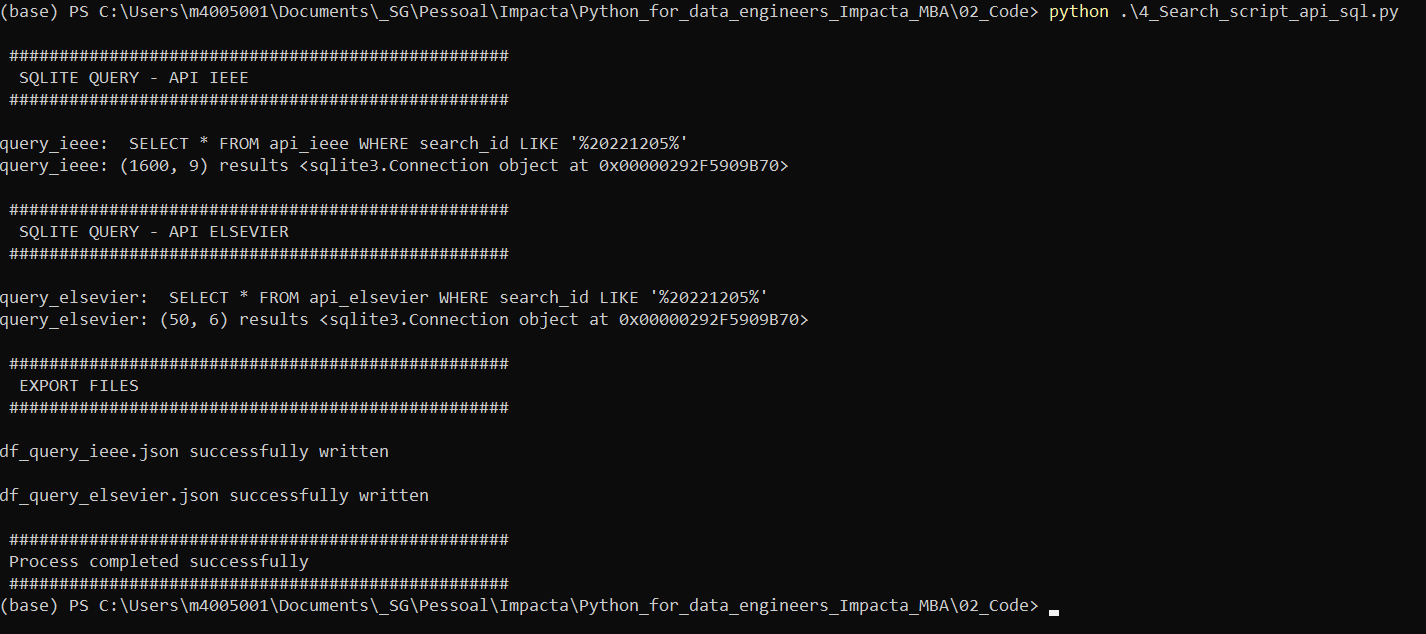 (base) PS C:\Users\m4005001\Documents\_SG\Pessoal\Impacta\Python_for_data_engineers_Impacta_MBA\02_Code> python .\4_Search_script_api_sql.py
##################################################
SQLITE QUERY - API IEEE
##################################################
query_ieee:  SELECT * FROM api_ieee WHERE search_id LIKE '%20221205%'
query_ieee: (1600, 9) results <sqlite3.Connection object at 0x00000292F5909B70>
##################################################
SQLITE QUERY - API ELSEVIER
##################################################
query_elsevier:  SELECT * FROM api_elsevier WHERE search_id LIKE '%20221205%'
query_elsevier: (50, 6) results <sqlite3.Connection object at 0x00000292F5909B70>
##################################################
EXPORT FILES
##################################################
df_query_ieee.json successfully written
df_query_elsevier.json successfully written
##################################################
Process completed successfully
##################################################
(base) PS C:\Users\m4005001\Documents\_SG\Pessoal\Impacta\Python_for_data_engineers_Impacta_MBA\02_Code>